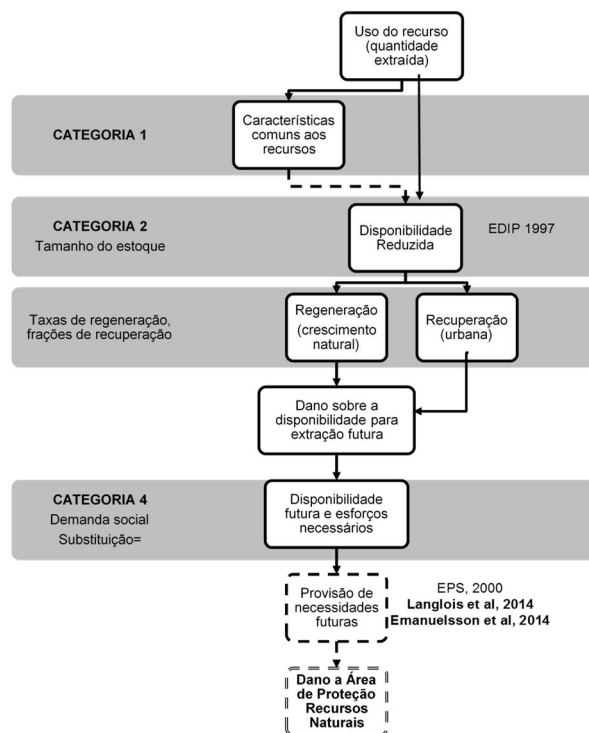 Uso do recurso
(quantidade
extraída)
CATEGORIA 1
Características
comuns aos
recursos
CATEGORIA 2
Tamanho do estoque
Disponibilidade
Reduzida
EDIP 1997
Taxas de regeneração,
frações de recuperação
Regeneração
(crescimento
natural)
Recuperação
(urbana)
Dano sobre a
disponibilidade para
extração futura
CATEGORIA 4
Demanda social
Substituição=
Disponibilidade
futura e esforços
necessários
Provisão de
necessidades
futuras
EPS, 2000
Langlois et al, 2014
Emanuelsson et al, 2014
Dano a Área
de Proteção
Recursos
Naturais